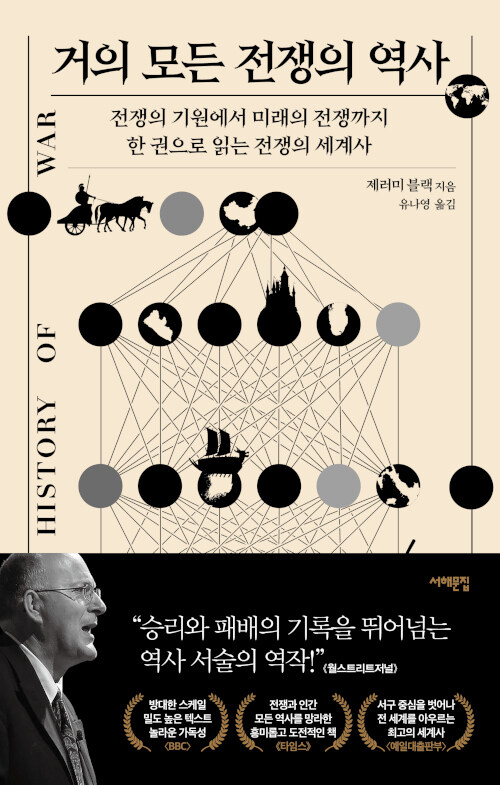 거의 모든 전쟁의 역사
전쟁의 기원에서 미래의 전쟁까지
한 권으로 읽는 전쟁의 세계사
제러미 블랙 지음
유나영 옮김
HISTORY OF WAR
서해문집
“승리와 패배의 기록을 뛰어넘는
역사 서술의 역작!” 《월스트리트저널》
방대한 스케일
밀도 높은 텍스트
놀라운 가독성
〈BBC〉
전쟁과 인간
모든 역사를 망라한
흥미롭고 도전적인 책
《타임스》
서구 중심을 벗어나
전 세계를 아우르는
최고의 세계사
〈예일대출판부〉